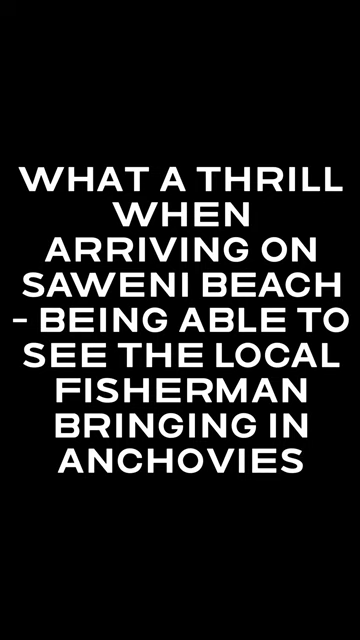 WHAT A THRILL
WHEN
ARRIVING ON
SAWENI BEACH
- BEING ABLE TO
SEE THE LOCAL
FISHERMAN
BRINGING IN
ANCHOVIES